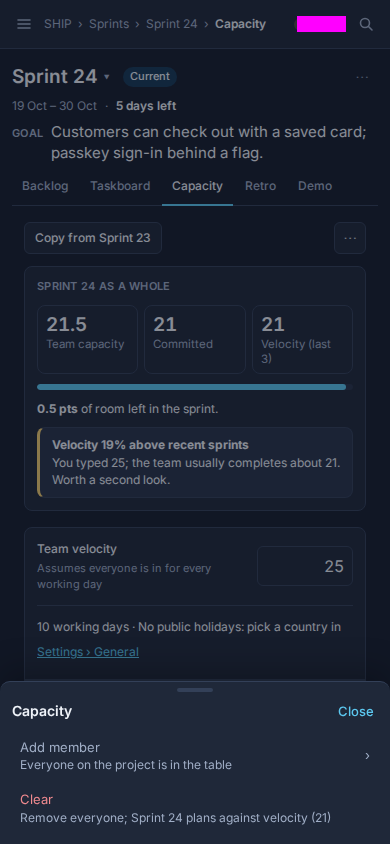 SHIP › Sprints › Sprint 24 › Capacity
Sprint 24 ▾ Current ...
19 Oct – 30 Oct · 5 days left
GOAL Customers can check out with a saved card;
passkey sign-in behind a flag.
Backlog Taskboard Capacity Retro Demo
Copy from Sprint 23 ...
SPRINT 24 AS A WHOLE
21.5 21 21
Team capacity Committed Velocity (last
3)
0.5 pts of room left in the sprint.
Velocity 19% above recent sprints
You typed 25; the team usually completes about 21.
Worth a second look.
Team velocity
Assumes everyone is in for every
working day
25
10 working days · No public holidays: pick a country in
Settings › General
Capacity Close
Add member ›
Everyone on the project is in the table
Clear
Remove everyone; Sprint 24 plans against velocity (21)